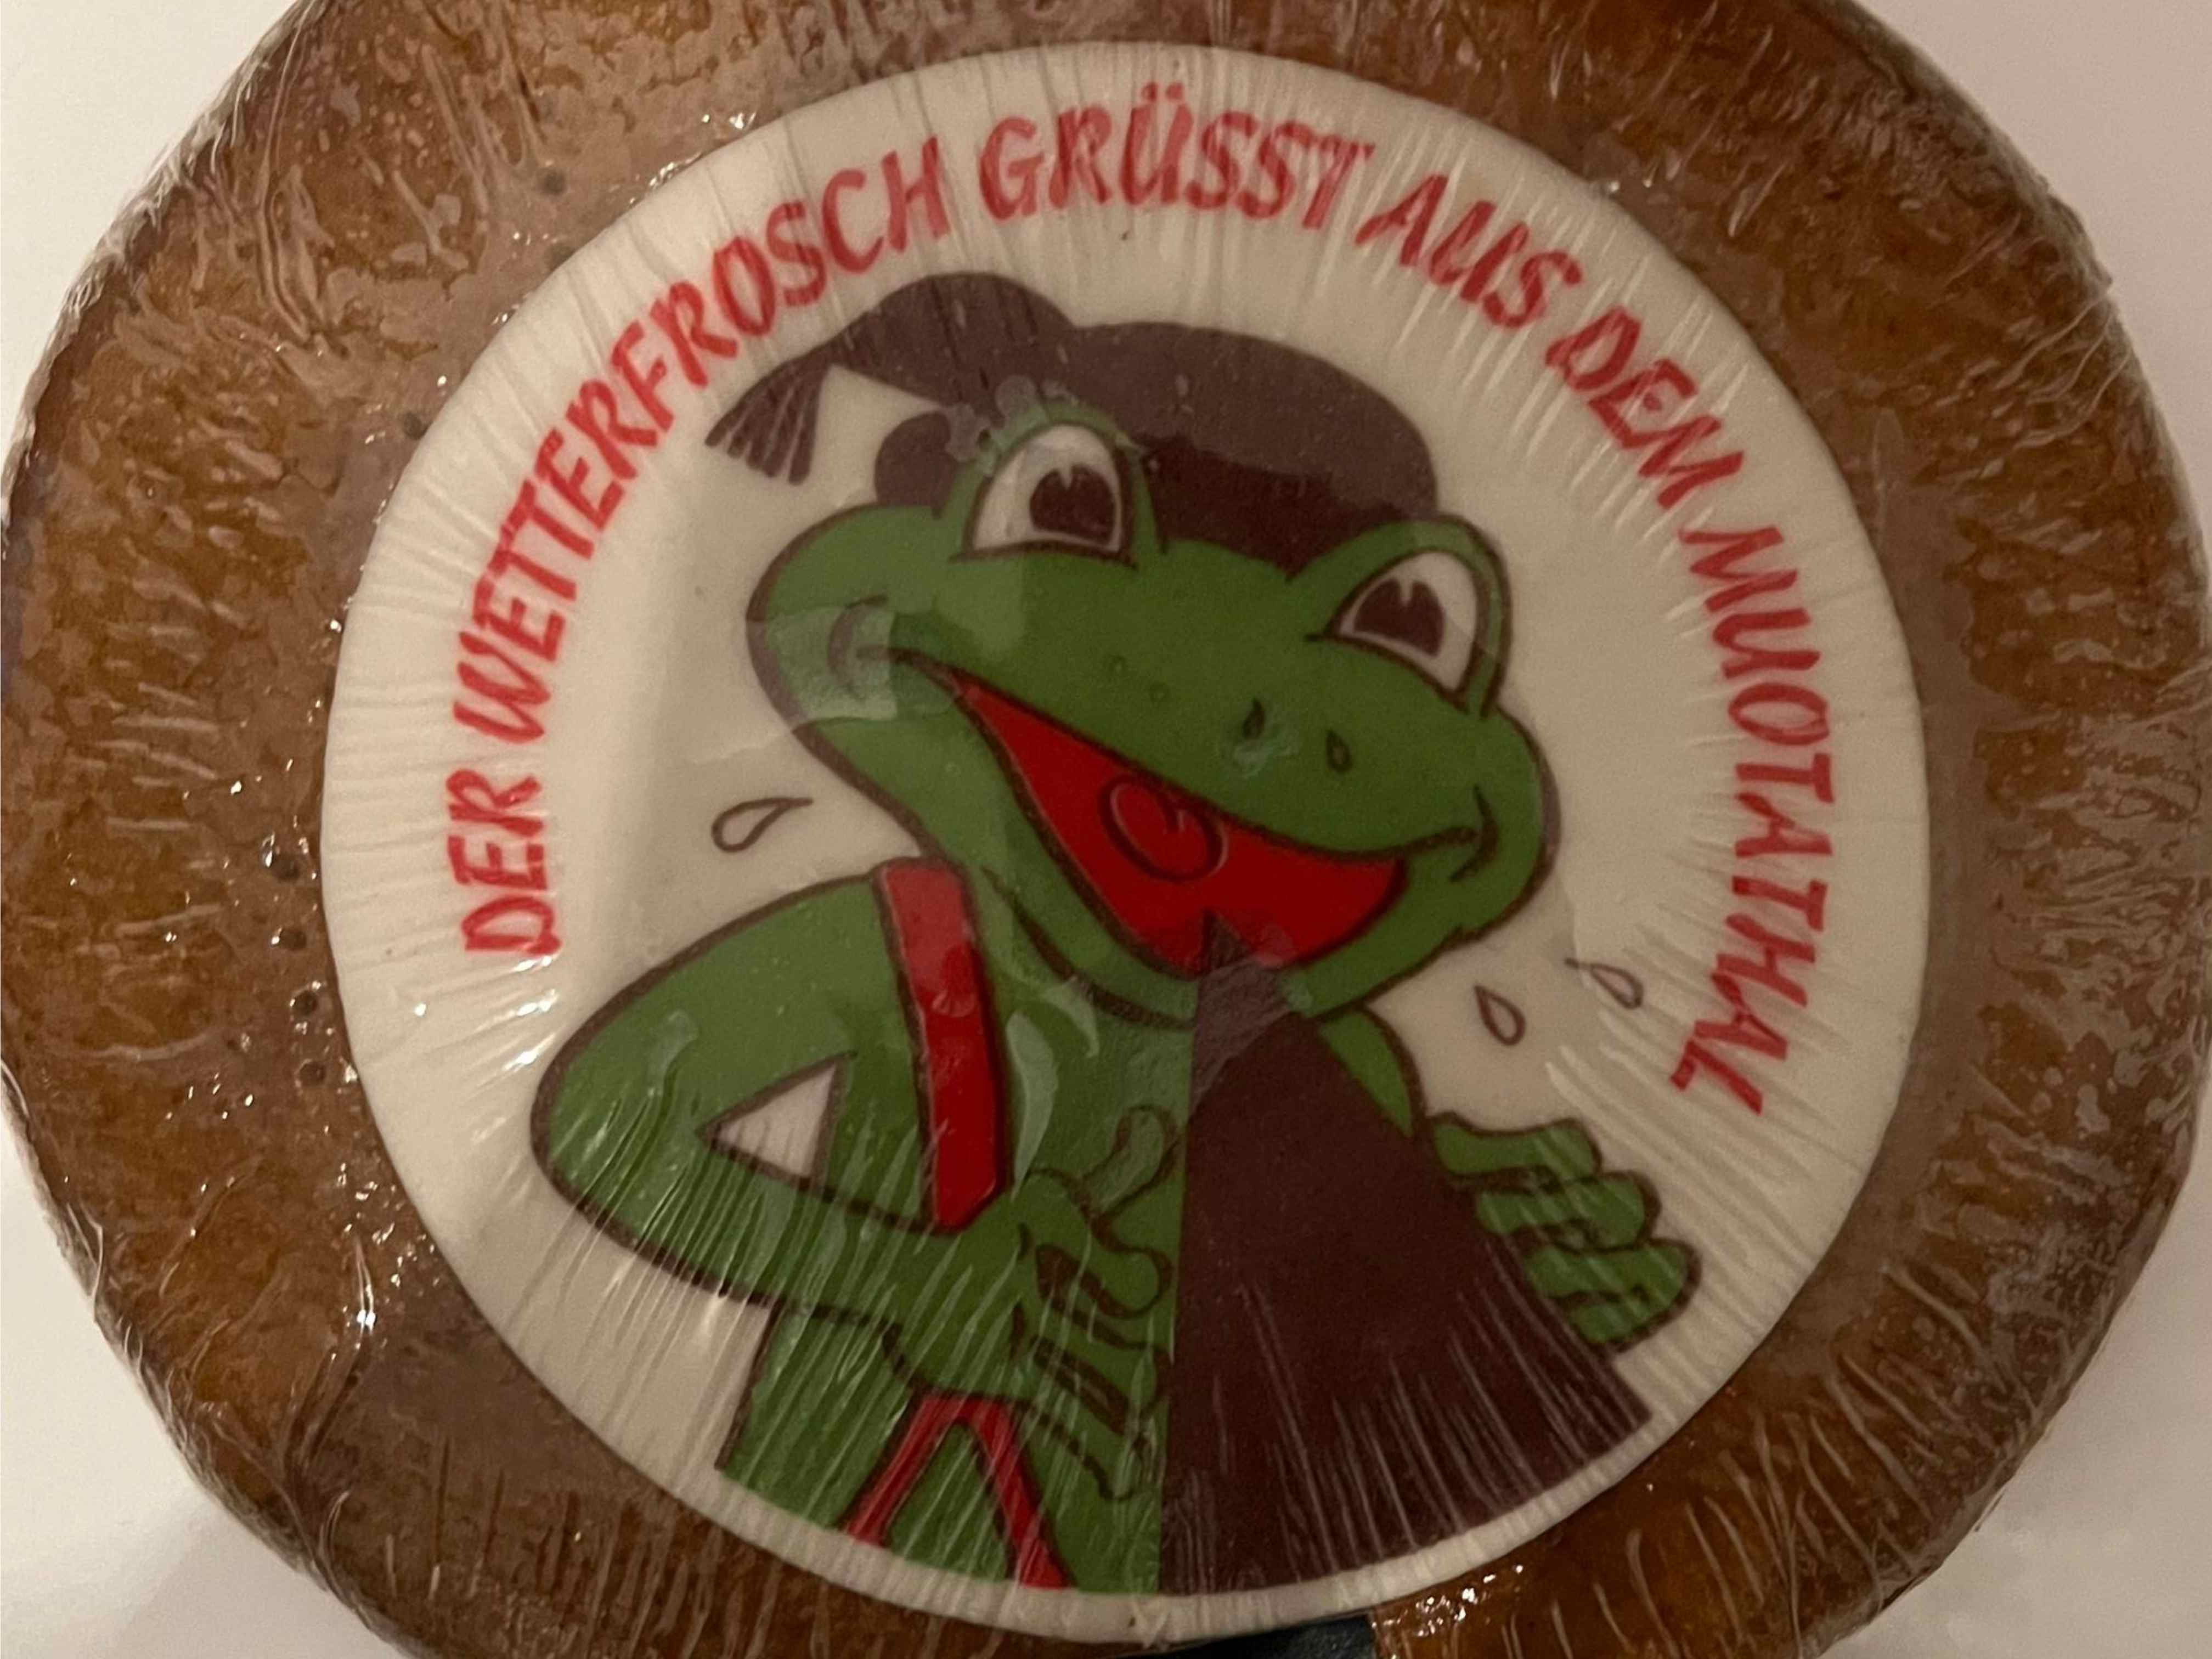 DER WETTERFROSCH GRÜSST AUS DEM MUOTATHAL